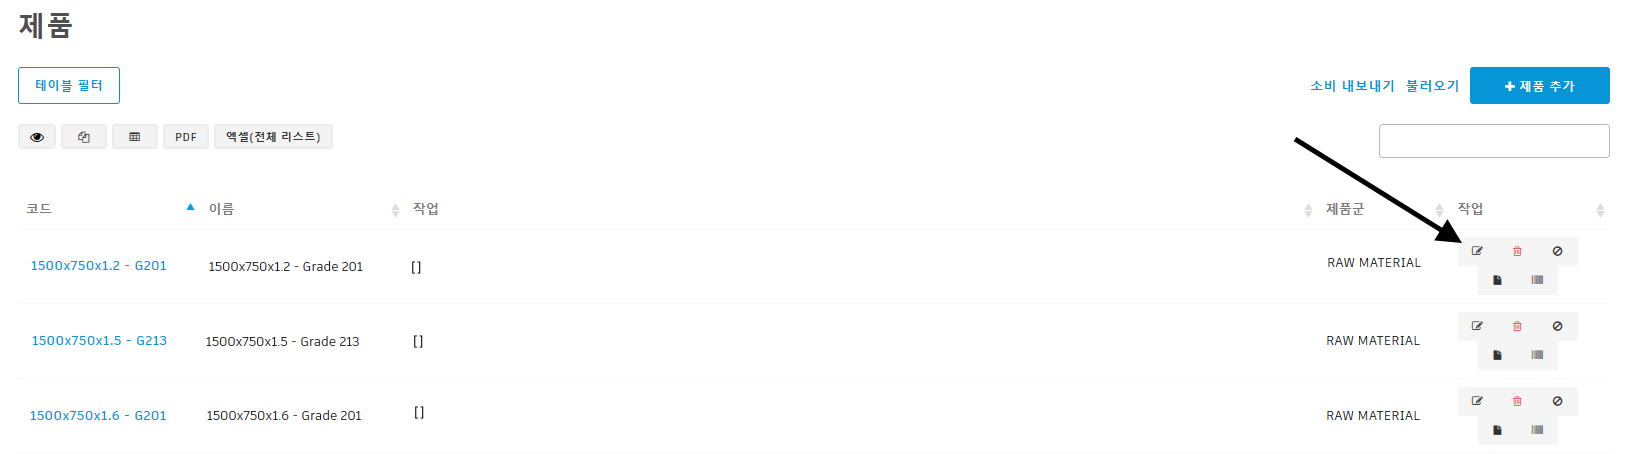 제품
테이블 필터
소비 내보내기 불러오기 제품 추가
PDF 엑셀(전체 리스트)
코드 이름 작업 제품군 작업
1500x750x1.2 - G201 1500x750x1.2 - Grade 201 [] RAW MATERIAL
1500x750x1.5 - G213 1500x750x1.5 - Grade 213 [] RAW MATERIAL
1500x750x1.6 - G201 1500x750x1.6 - Grade 201 [] RAW MATERIAL